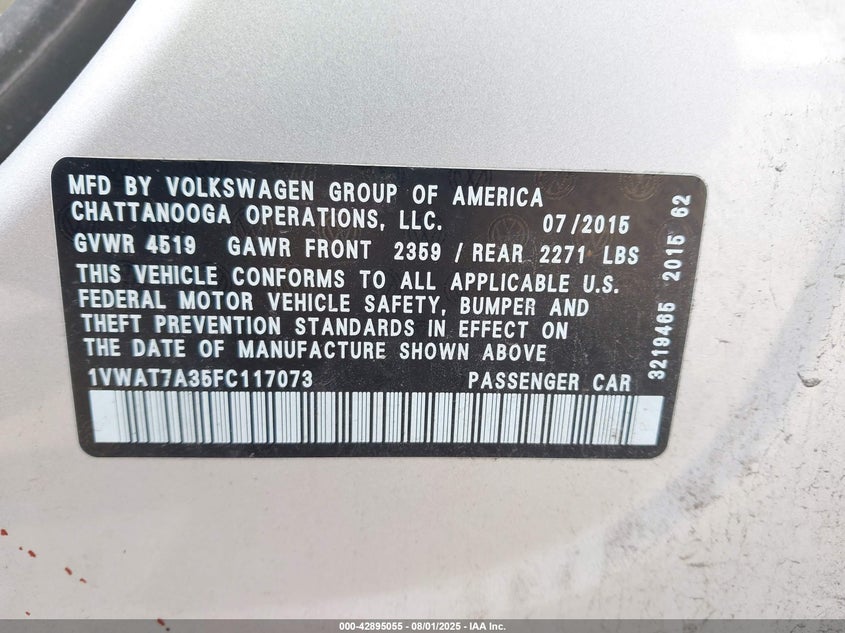 MFD BY VOLKSWAGEN GROUP OF AMERICA
CHATTANOOGA OPERATIONS, LLC. 07/2015
GVWR 4519 GAWR FRONT 2359 / REAR 2271 LBS
THIS VEHICLE CONFORMS TO ALL APPLICABLE U.S.
FEDERAL MOTOR VEHICLE SAFETY, BUMPER AND
THEFT PREVENTION STANDARDS IN EFFECT ON
THE DATE OF MANUFACTURE SHOWN ABOVE
1VWAT7A35FC117073 PASSENGER CAR
3219465 2015 62
000-42895055 - 08/01/2025 - IAA Inc.